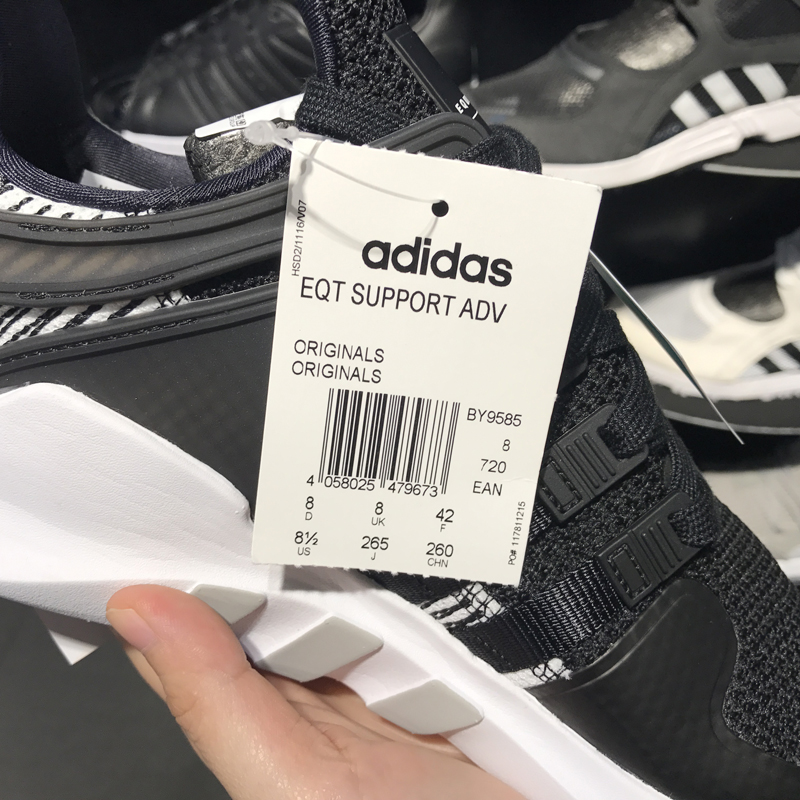 HSD2/1116/V07
adidas
EQT SUPPORT ADV
ORIGINALS
ORIGINALS
BY9585
8
720
EAN
4 058025 479673
8 8 42
D UK F
8½ 265 260
US J CHN
PO# 117811215